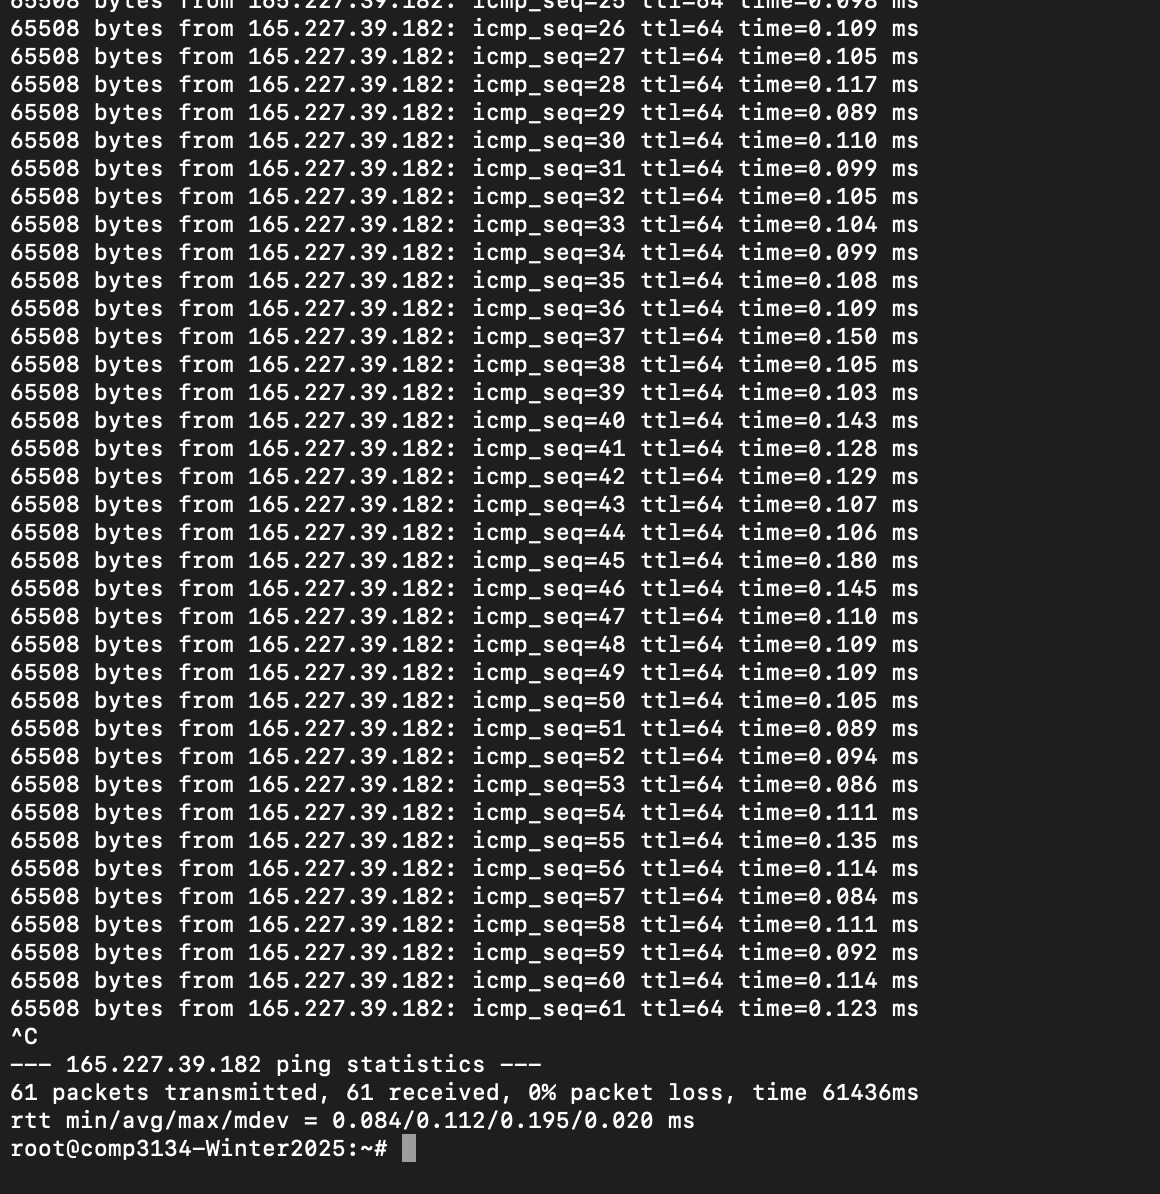 65508 bytes from 165.227.39.182: icmp_seq=25 ttl=64 time=0.098 ms
65508 bytes from 165.227.39.182: icmp_seq=26 ttl=64 time=0.109 ms
65508 bytes from 165.227.39.182: icmp_seq=27 ttl=64 time=0.105 ms
65508 bytes from 165.227.39.182: icmp_seq=28 ttl=64 time=0.117 ms
65508 bytes from 165.227.39.182: icmp_seq=29 ttl=64 time=0.089 ms
65508 bytes from 165.227.39.182: icmp_seq=30 ttl=64 time=0.110 ms
65508 bytes from 165.227.39.182: icmp_seq=31 ttl=64 time=0.099 ms
65508 bytes from 165.227.39.182: icmp_seq=32 ttl=64 time=0.105 ms
65508 bytes from 165.227.39.182: icmp_seq=33 ttl=64 time=0.104 ms
65508 bytes from 165.227.39.182: icmp_seq=34 ttl=64 time=0.099 ms
65508 bytes from 165.227.39.182: icmp_seq=35 ttl=64 time=0.108 ms
65508 bytes from 165.227.39.182: icmp_seq=36 ttl=64 time=0.109 ms
65508 bytes from 165.227.39.182: icmp_seq=37 ttl=64 time=0.150 ms
65508 bytes from 165.227.39.182: icmp_seq=38 ttl=64 time=0.105 ms
65508 bytes from 165.227.39.182: icmp_seq=39 ttl=64 time=0.103 ms
65508 bytes from 165.227.39.182: icmp_seq=40 ttl=64 time=0.143 ms
65508 bytes from 165.227.39.182: icmp_seq=41 ttl=64 time=0.128 ms
65508 bytes from 165.227.39.182: icmp_seq=42 ttl=64 time=0.129 ms
65508 bytes from 165.227.39.182: icmp_seq=43 ttl=64 time=0.107 ms
65508 bytes from 165.227.39.182: icmp_seq=44 ttl=64 time=0.106 ms
65508 bytes from 165.227.39.182: icmp_seq=45 ttl=64 time=0.180 ms
65508 bytes from 165.227.39.182: icmp_seq=46 ttl=64 time=0.145 ms
65508 bytes from 165.227.39.182: icmp_seq=47 ttl=64 time=0.110 ms
65508 bytes from 165.227.39.182: icmp_seq=48 ttl=64 time=0.109 ms
65508 bytes from 165.227.39.182: icmp_seq=49 ttl=64 time=0.109 ms
65508 bytes from 165.227.39.182: icmp_seq=50 ttl=64 time=0.105 ms
65508 bytes from 165.227.39.182: icmp_seq=51 ttl=64 time=0.089 ms
65508 bytes from 165.227.39.182: icmp_seq=52 ttl=64 time=0.094 ms
65508 bytes from 165.227.39.182: icmp_seq=53 ttl=64 time=0.086 ms
65508 bytes from 165.227.39.182: icmp_seq=54 ttl=64 time=0.111 ms
65508 bytes from 165.227.39.182: icmp_seq=55 ttl=64 time=0.135 ms
65508 bytes from 165.227.39.182: icmp_seq=56 ttl=64 time=0.114 ms
65508 bytes from 165.227.39.182: icmp_seq=57 ttl=64 time=0.084 ms
65508 bytes from 165.227.39.182: icmp_seq=58 ttl=64 time=0.111 ms
65508 bytes from 165.227.39.182: icmp_seq=59 ttl=64 time=0.092 ms
65508 bytes from 165.227.39.182: icmp_seq=60 ttl=64 time=0.114 ms
65508 bytes from 165.227.39.182: icmp_seq=61 ttl=64 time=0.123 ms
^C
--- 165.227.39.182 ping statistics ---
61 packets transmitted, 61 received, 0% packet loss, time 61436ms
rtt min/avg/max/mdev = 0.084/0.112/0.195/0.020 ms
root@comp3134-Winter2025:~#